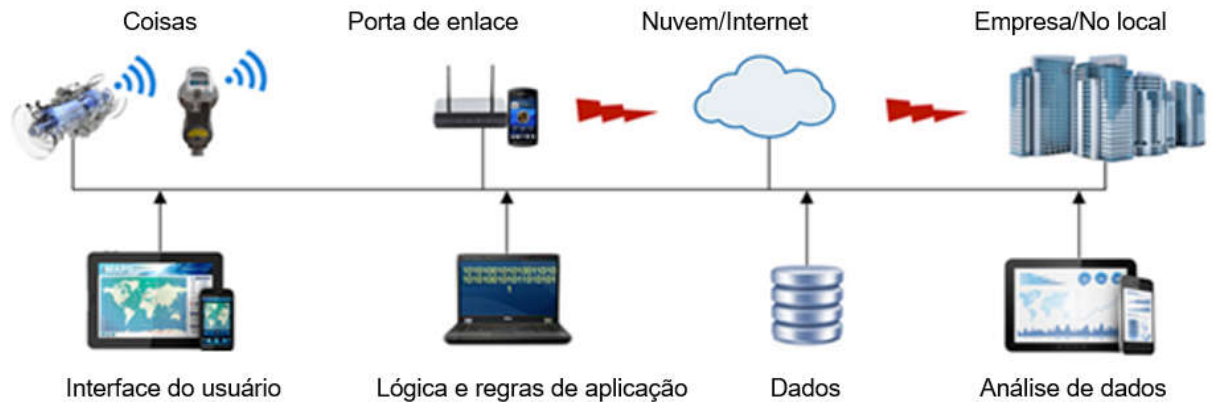 Coisas
Porta de enlace
Nuvem/Internet
Empresa/No local
Interface do usuário
Lógica e regras de aplicação
Dados
Análise de dados